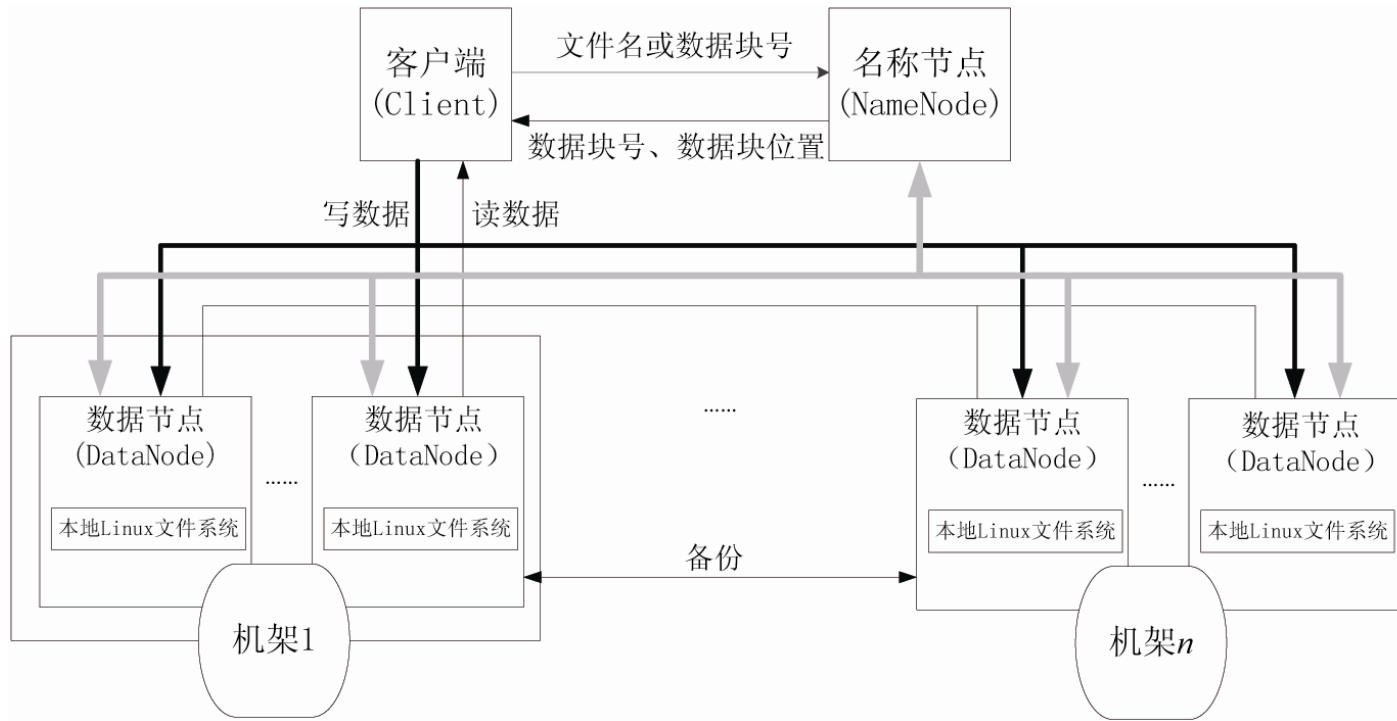 客户端
(Client)
文件名或数据块号
名称节点
(NameNode)
数据块号、数据块位置
写数据
读数据
数据节点
(DataNode)
……
本地Linux文件系统
数据节点
（DataNode）
本地Linux文件系统
……
数据节点
（DataNode）
……
本地Linux文件系统
数据节点
（DataNode）
本地Linux文件系统
备份
机架1
机架n